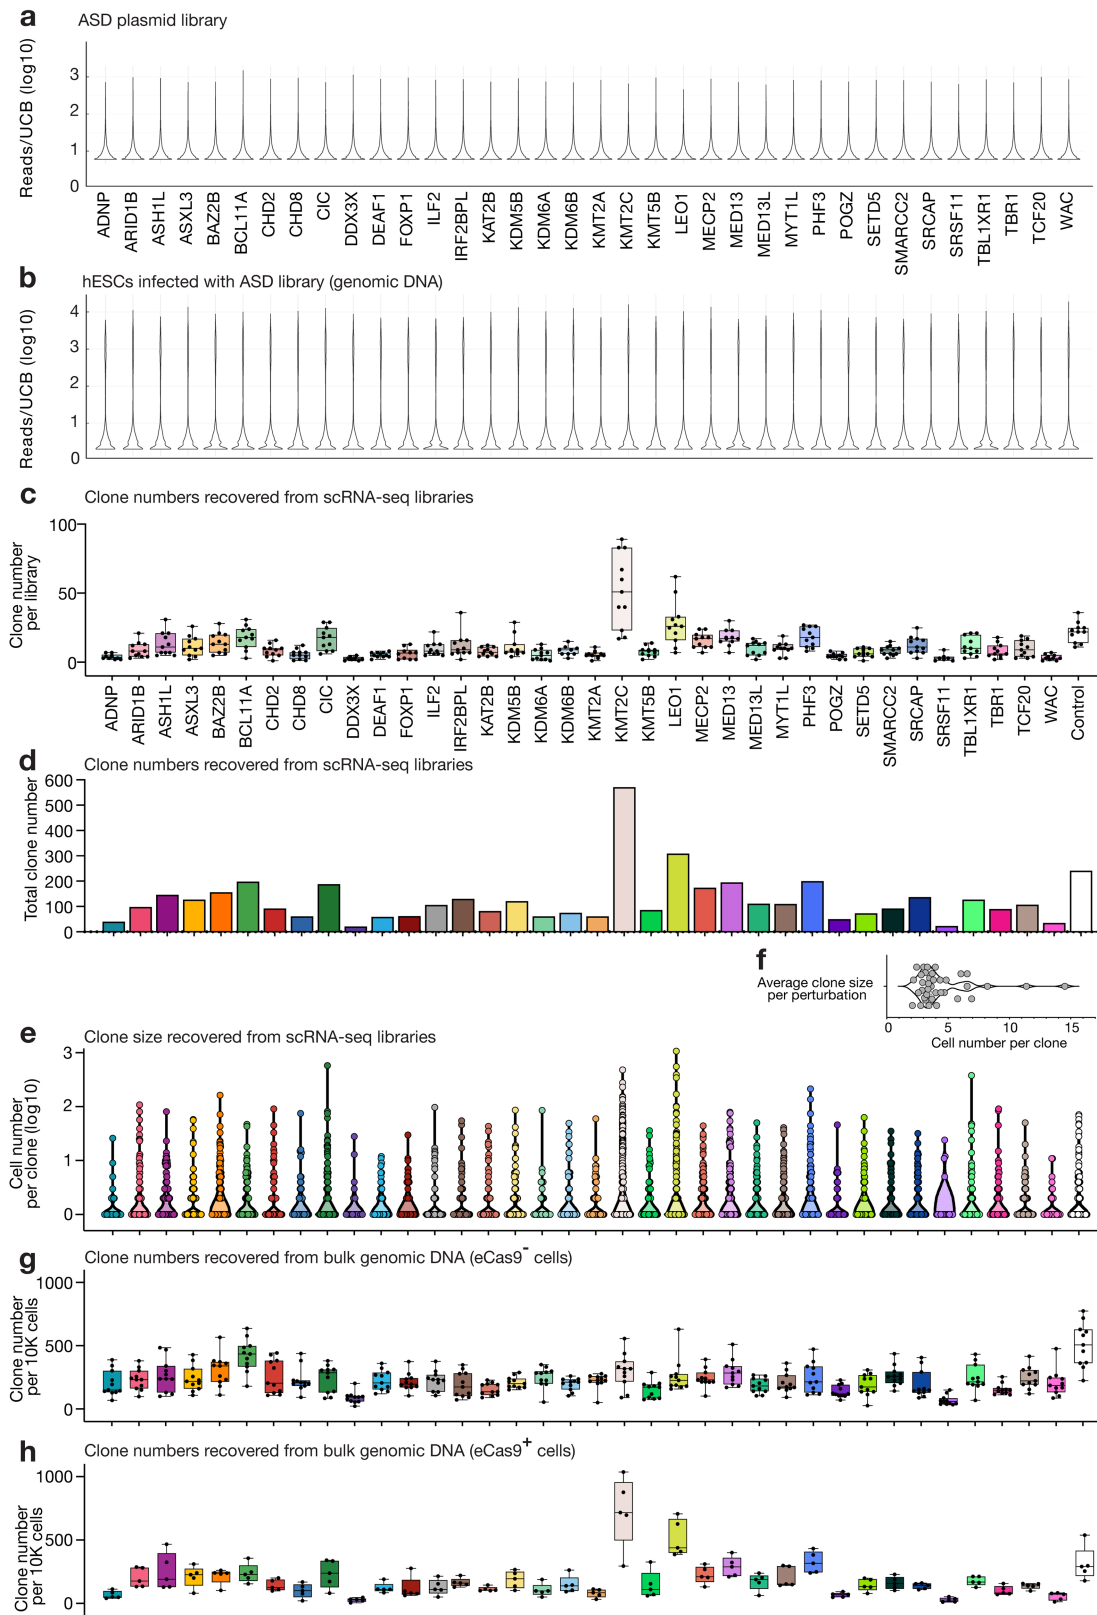 a
ASD plasmid library
Reads/UCB (log10)
3
2
1
0
ADNP
ARID1B
ASH1L
ASXL3
BAZ2B
BCL11A
CHD2
CHD8
CIC
DDX3X
DEAF1
FOXP1
ILF2
IRF2BPL
KAT2B
KDM5B
KDM6A
KDM6B
KMT2A
KMT2C
KMT5B
LEO1
MECP2
MED13
MED13L
MYT1L
PHF3
POGZ
SETD5
SMARCC2
SRCAP
SRSF11
TBL1XR1
TBR1
TCF20
WAC
b
hESCs infected with ASD library (genomic DNA)
Reads/UCB (log10)
4
3
2
1
0
c
Clone numbers recovered from scRNA-seq libraries
Clone number
per library
100
50
0
ADNP
ARID1B
ASH1L
ASXL3
BAZ2B
BCL11A
CHD2
CHD8
CIC
DDX3X
DEAF1
FOXP1
ILF2
IRF2BPL
KAT2B
KDM5B
KDM6A
KDM6B
KMT2A
KMT2C
KMT5B
LEO1
MECP2
MED13
MED13L
MYT1L
PHF3
POGZ
SETD5
SMARCC2
SRCAP
SRSF11
TBL1XR1
TBR1
TCF20
WAC
Control
d
Clone numbers recovered from scRNA-seq libraries
Total clone number
600
500
400
300
200
100
0
f
Average clone size
per perturbation
0 5 10 15
Cell number per clone
e
Clone size recovered from scRNA-seq libraries
Cell number
per clone (log10)
3
2
1
0
g
Clone numbers recovered from bulk genomic DNA (eCas9- cells)
Clone number
per 10K cells
1000
500
0
h
Clone numbers recovered from bulk genomic DNA (eCas9+ cells)
Clone number
per 10K cells
1000
500
0